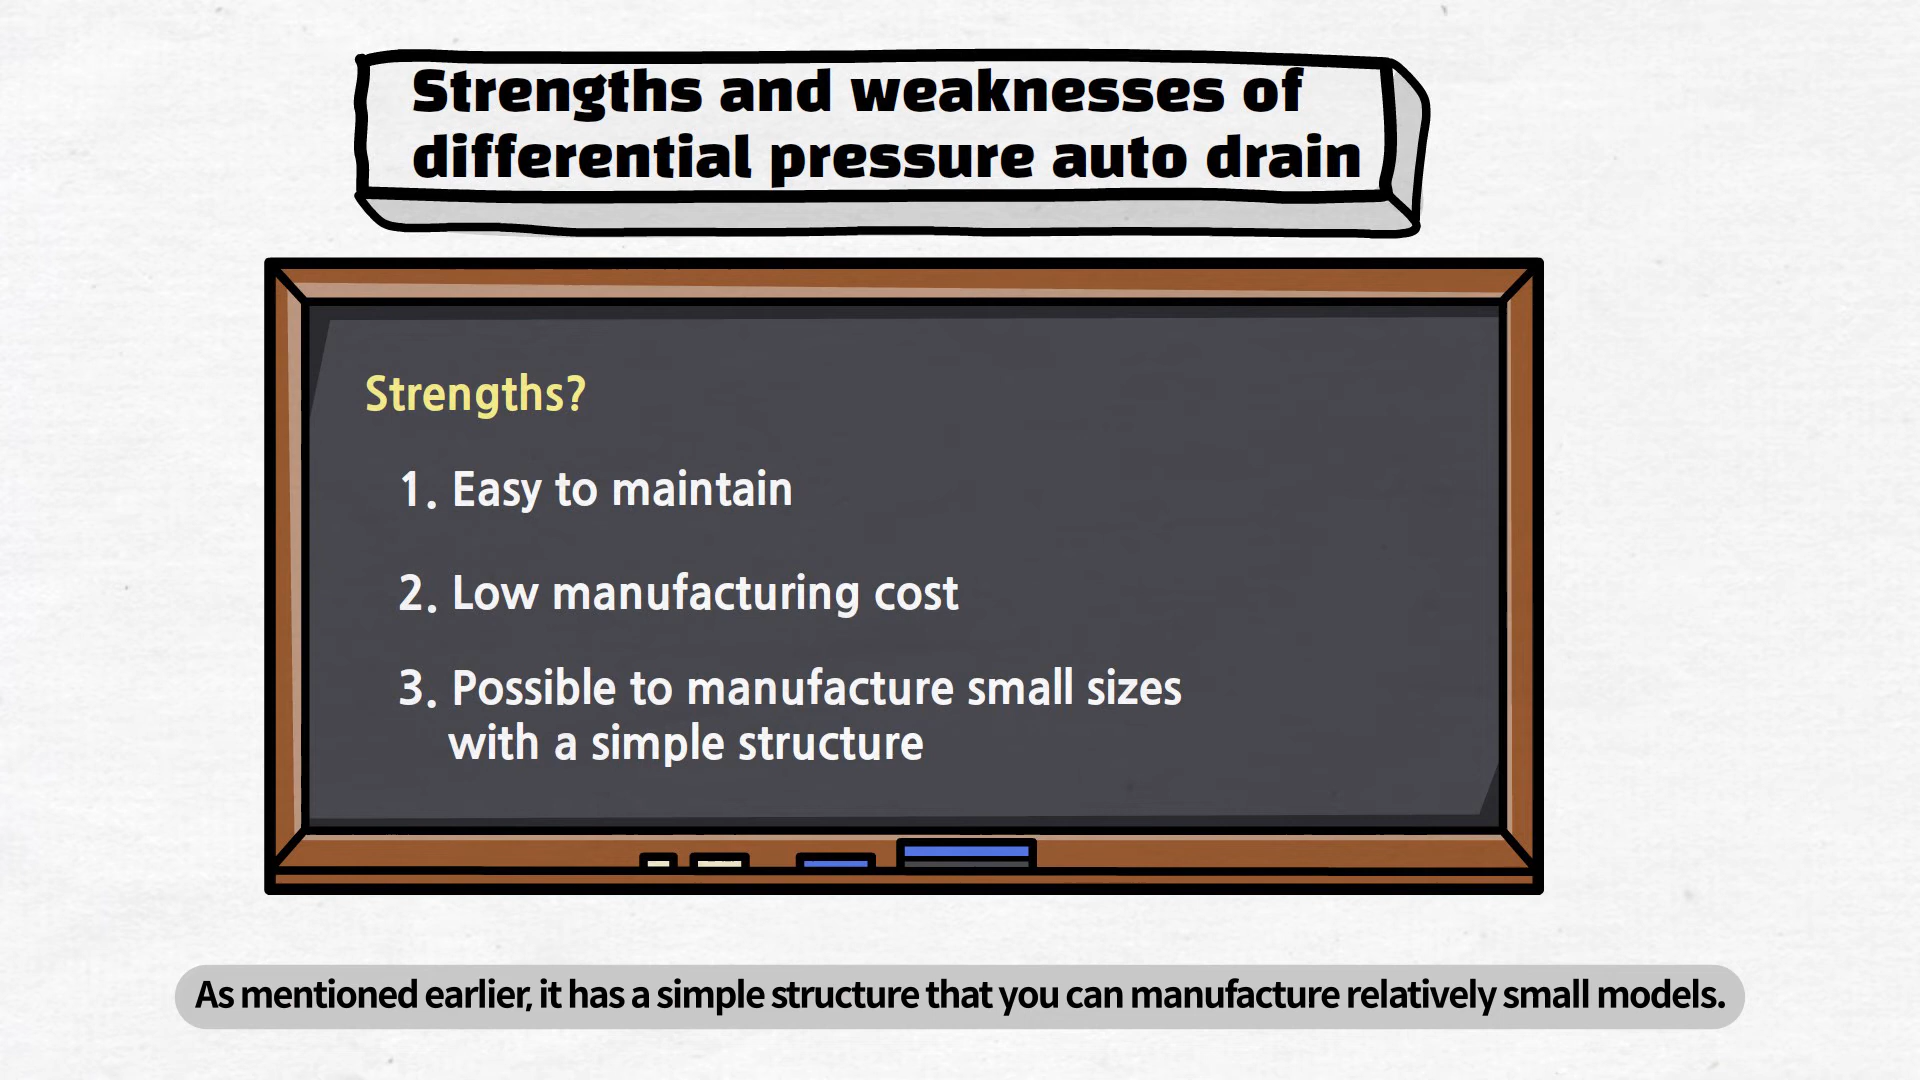 Strengths and weaknesses of
differential pressure auto drain
Strengths?
1. Easy to maintain
2. Low manufacturing cost
3. Possible to manufacture small sizes
with a simple structure
As mentioned earlier, it has a simple structure that you can manufacture relatively small models.